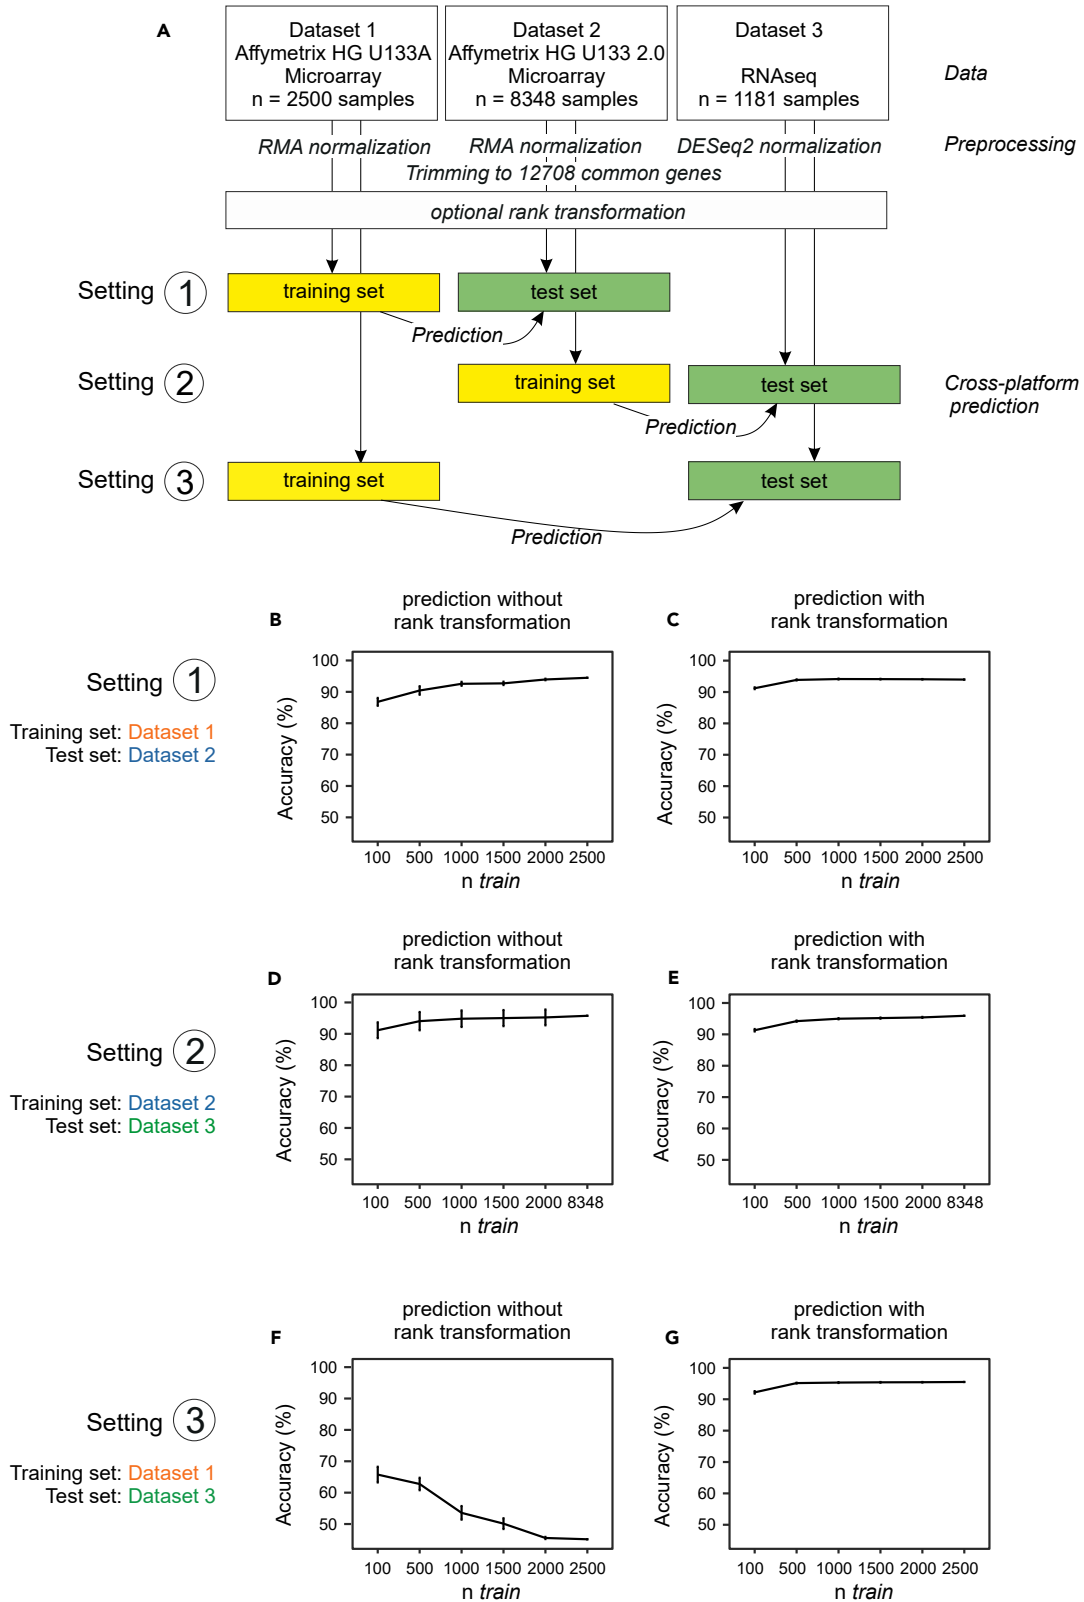 A
Dataset 1
Affymetrix HG U133A
Microarray
n = 2500 samples
Dataset 2
Affymetrix HG U133 2.0
Microarray
n = 8348 samples
Dataset 3
RNAseq
n = 1181 samples
Data
RMA normalization
RMA normalization
DESeq2 normalization
Preprocessing
Trimming to 12708 common genes
optional rank transformation
Setting 1
training set
test set
Prediction
Setting 2
training set
test set
Prediction
Cross-platform
prediction
Setting 3
training set
test set
Prediction
Setting 1
Training set: Dataset 1
Test set: Dataset 2
B
prediction without
rank transformation
Accuracy (%)
100
90
80
70
60
50
100 500 1000 1500 2000 2500
n train
C
prediction with
rank transformation
Accuracy (%)
100
90
80
70
60
50
100 500 1000 1500 2000 2500
n train
Setting 2
Training set: Dataset 2
Test set: Dataset 3
D
prediction without
rank transformation
Accuracy (%)
100
90
80
70
60
50
100 500 1000 1500 2000 8348
n train
E
prediction with
rank transformation
Accuracy (%)
100
90
80
70
60
50
100 500 1000 1500 2000 8348
n train
Setting 3
Training set: Dataset 1
Test set: Dataset 3
F
prediction without
rank transformation
Accuracy (%)
100
90
80
70
60
50
100 500 1000 1500 2000 2500
n train
G
prediction with
rank transformation
Accuracy (%)
100
90
80
70
60
50
100 500 1000 1500 2000 2500
n train